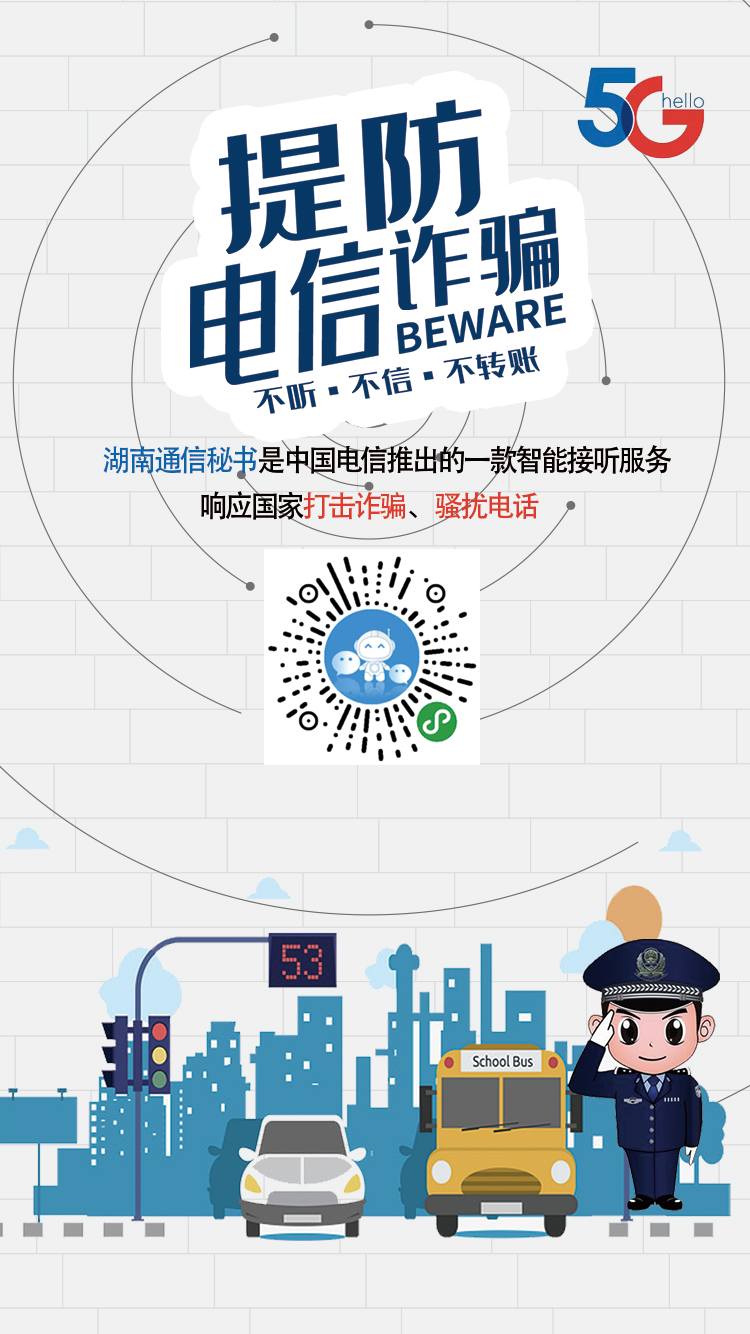 5G
hello
提防
电信诈骗
BEWARE
不听·不信·不转账
湖南通信秘书是中国电信推出的一款智能接听服务
响应国家打击诈骗、骚扰电话
53
School Bus